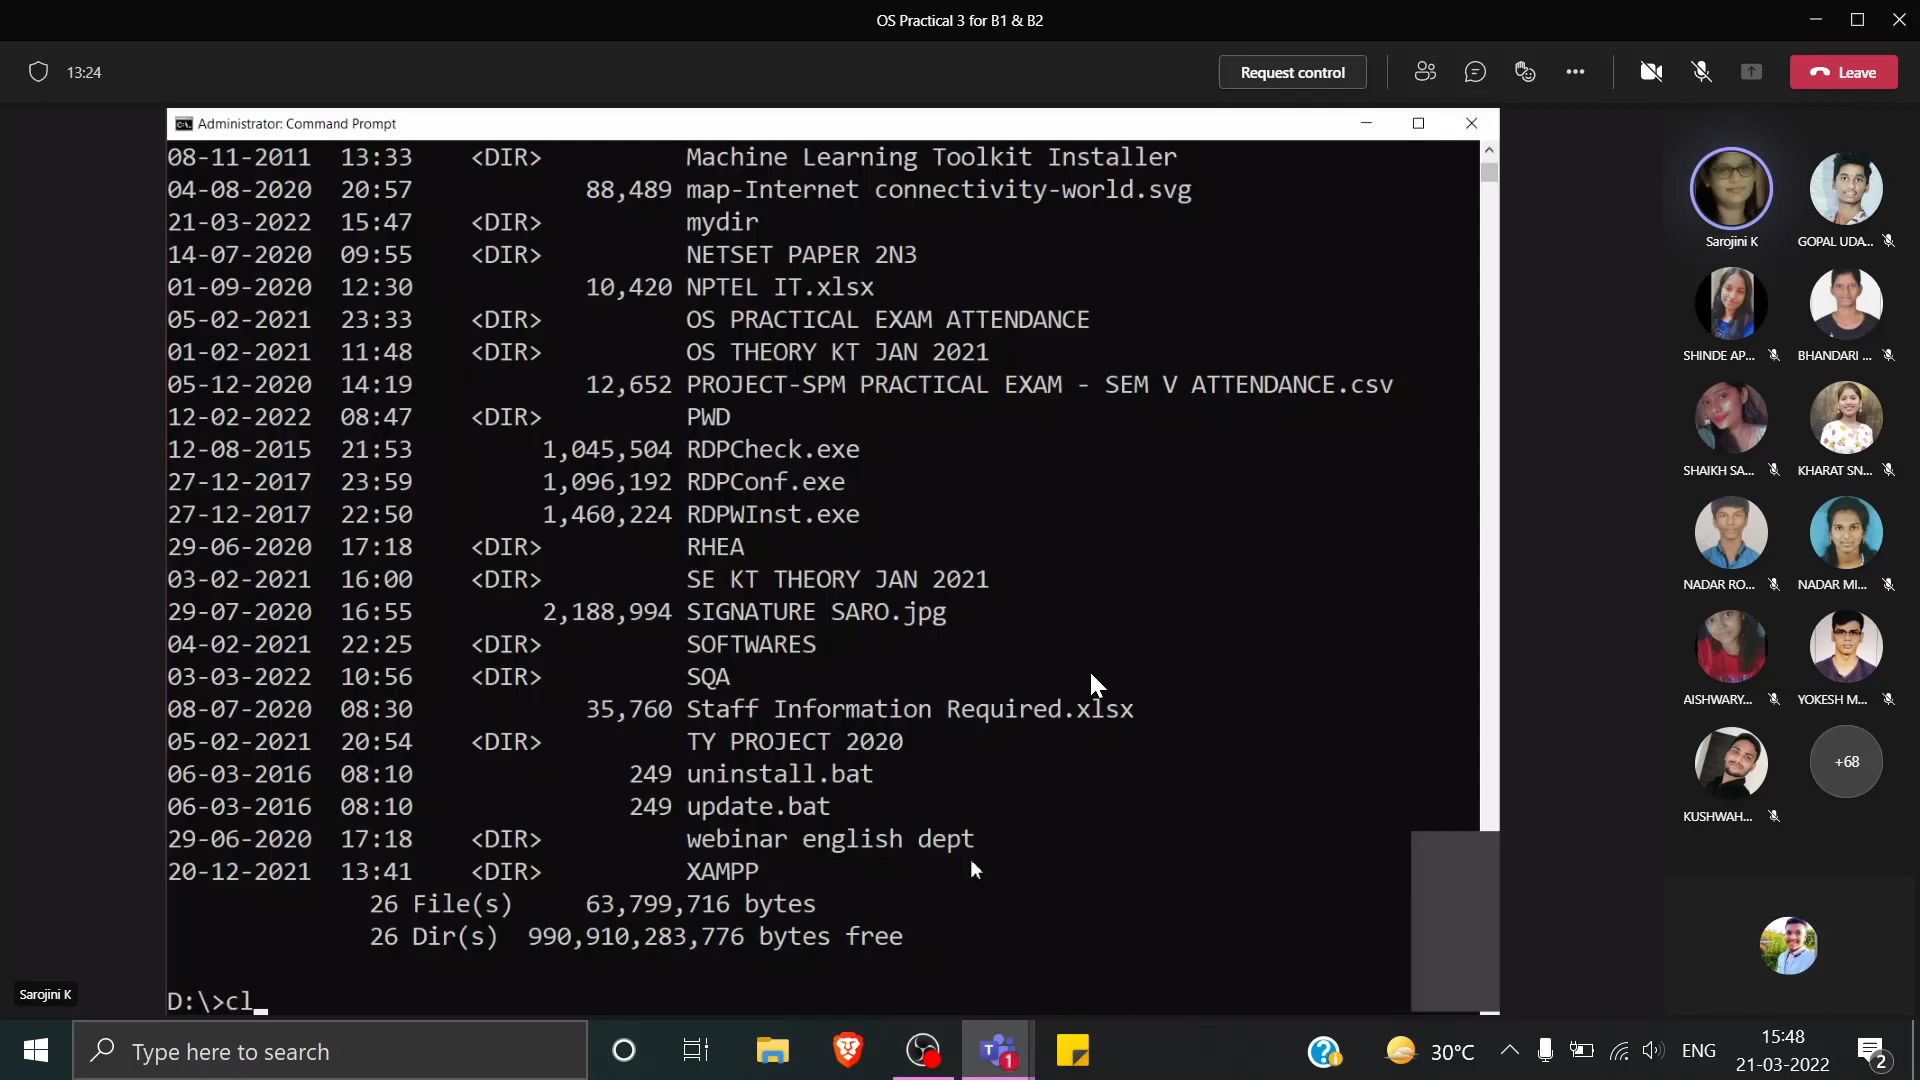 OS Practical 3 for B1 & B2
13:24
Request control
Leave
Administrator: Command Prompt
08-11-2011 13:33 <DIR> Machine Learning Toolkit Installer
04-08-2020 20:57 88,489 map-Internet connectivity-world.svg
21-03-2022 15:47 <DIR> mydir
14-07-2020 09:55 <DIR> NETSET PAPER 2N3
01-09-2020 12:30 10,420 NPTEL IT.xlsx
05-02-2021 23:33 <DIR> OS PRACTICAL EXAM ATTENDANCE
01-02-2021 11:48 <DIR> OS THEORY KT JAN 2021
05-12-2020 14:19 12,652 PROJECT-SPM PRACTICAL EXAM - SEM V ATTENDANCE.csv
12-02-2022 08:47 <DIR> PWD
12-08-2015 21:53 1,045,504 RDPCheck.exe
27-12-2017 23:59 1,096,192 RDPConf.exe
27-12-2017 22:50 1,460,224 RDPWInst.exe
29-06-2020 17:18 <DIR> RHEA
03-02-2021 16:00 <DIR> SE KT THEORY JAN 2021
29-07-2020 16:55 2,188,994 SIGNATURE SARO.jpg
04-02-2021 22:25 <DIR> SOFTWARES
03-03-2022 10:56 <DIR> SQA
08-07-2020 08:30 35,760 Staff Information Required.xlsx
05-02-2021 20:54 <DIR> TY PROJECT 2020
06-03-2016 08:10 249 uninstall.bat
06-03-2016 08:10 249 update.bat
29-06-2020 17:18 <DIR> webinar english dept
20-12-2021 13:41 <DIR> XAMPP
26 File(s) 63,799,716 bytes
26 Dir(s) 990,910,283,776 bytes free
D:\>cl_
Sarojini K
Sarojini K GOPAL UDA...
SHINDE AP... BHANDARI ...
SHAIKH SA... KHARAT SN...
NADAR RO... NADAR MI...
AISHWARY... YOKESH M...
+68
KUSHWAH...
Type here to search
1
30°C
ENG
15:48
21-03-2022
2